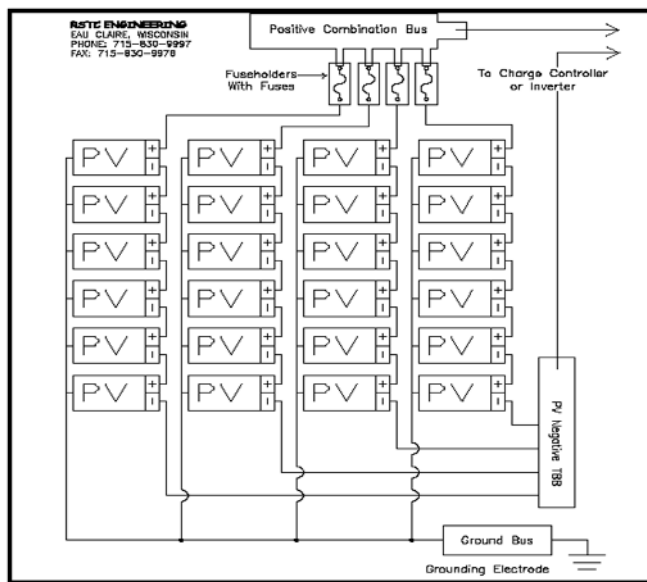 RSTC ENGINEERING
EAU CLAIRE, WISCONSIN
PHONE: 715-830-9997
FAX: 715-830-9978
Positive Combination Bus
Fuseholders
With Fuses
To Charge Controller
or Inverter
PV + - PV + - PV + - PV + -
PV + - PV + - PV + - PV + -
PV + - PV + - PV + - PV + -
PV + - PV + - PV + - PV + -
PV + - PV + - PV + - PV + -
PV + - PV + - PV + - PV + -
PV Negative TBB
Ground Bus
Grounding Electrode